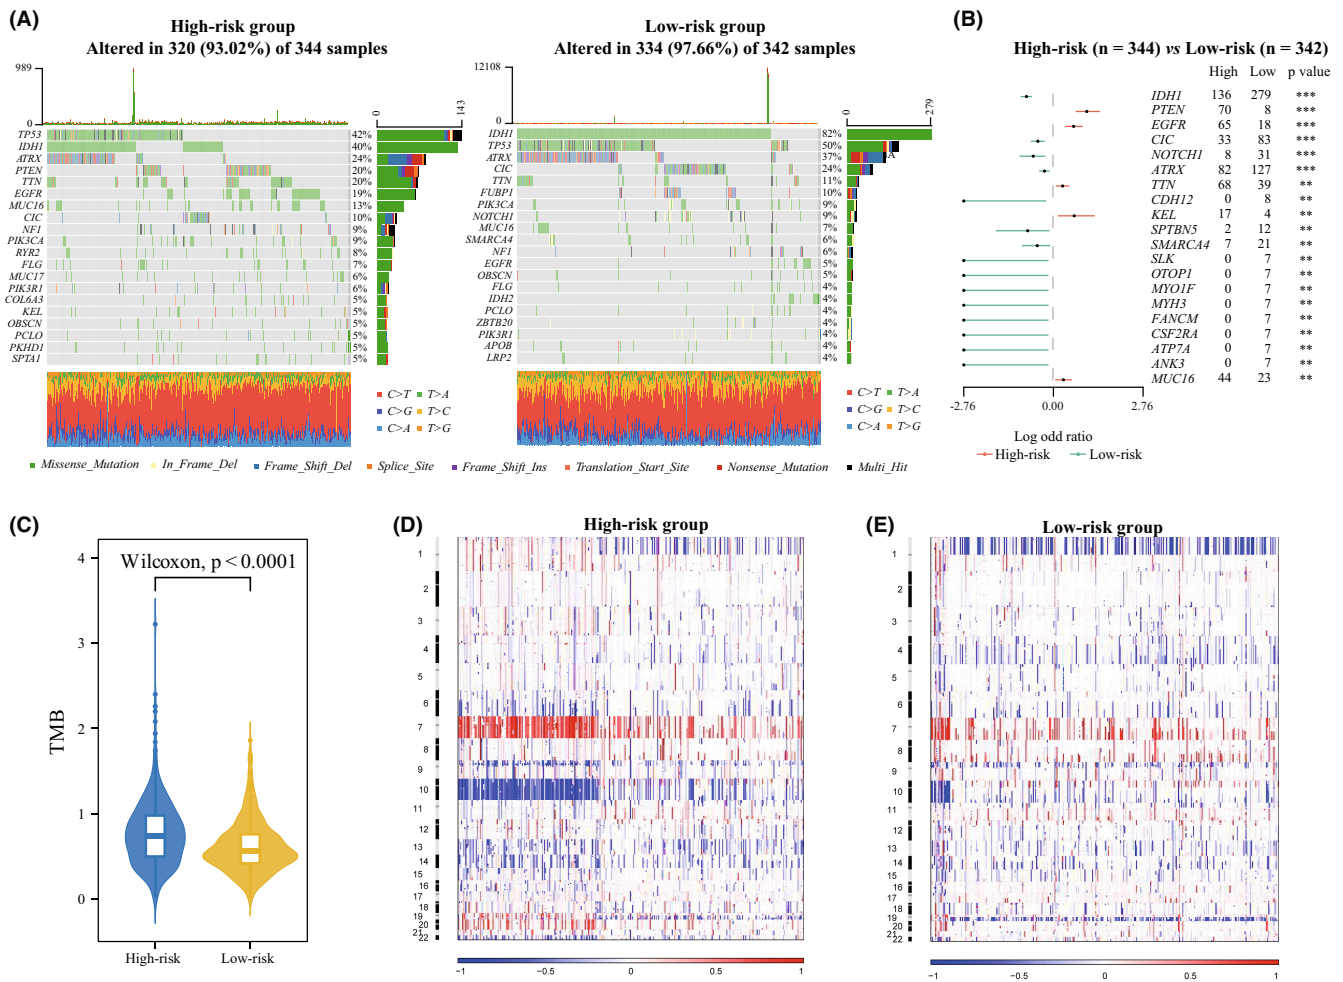 (A)
High-risk group
Altered in 320 (93.02%) of 344 samples
989
0
0
143
TP53 42%
IDH1 40%
ATRX 24%
PTEN 20%
TTN 20%
EGFR 19%
MUC16 13%
CIC 10%
NF1 9%
PIK3CA 9%
RYR2 8%
FLG 7%
MUC17 6%
PIK3R1 6%
COL6A3 5%
KEL 5%
OBSCN 5%
PCLO 5%
PKHD1 5%
SPTA1 5%
C>T T>A
C>G T>C
C>A T>G
Low-risk group
Altered in 334 (97.66%) of 342 samples
12108
0
0
279
IDH1 82%
TP53 50%
ATRX 37%
A
CIC 24%
TTN 11%
FUBP1 10%
PIK3CA 9%
NOTCH1 9%
MUC16 7%
SMARCA4 6%
NF1 6%
EGFR 5%
OBSCN 5%
FLG 4%
IDH2 4%
PCLO 4%
ZBTB20 4%
PIK3R1 4%
APOB 4%
LRP2 4%
C>T T>A
C>G T>C
C>A T>G
Missense_Mutation In_Frame_Del Frame_Shift_Del Splice_Site Frame_Shift_Ins Translation_Start_Site Nonsense_Mutation Multi_Hit
(B)
High-risk (n = 344) vs Low-risk (n = 342)
High Low p value
IDH1 136 279 ***
PTEN 70 8 ***
EGFR 65 18 ***
CIC 33 83 ***
NOTCH1 8 31 ***
ATRX 82 127 ***
TTN 68 39 **
CDH12 0 8 **
KEL 17 4 **
SPTBN5 2 12 **
SMARCA4 7 21 **
SLK 0 7 **
OTOP1 0 7 **
MYO1F 0 7 **
MYH3 0 7 **
FANCM 0 7 **
CSF2RA 0 7 **
ATP7A 0 7 **
ANK3 0 7 **
MUC16 44 23 **
-2.76 0.00 2.76
Log odd ratio
High-risk Low-risk
(C)
Wilcoxon, p < 0.0001
TMB
4
3
2
1
0
High-risk Low-risk
(D)
High-risk group
1
2
3
4
5
6
7
8
9
10
11
12
13
14
15
16
17
18
19
20
21
22
−1 −0.5 0 0.5 1
(E)
Low-risk group
1
2
3
4
5
6
7
8
9
10
11
12
13
14
15
16
17
18
19
20
21
22
−1 −0.5 0 0.5 1